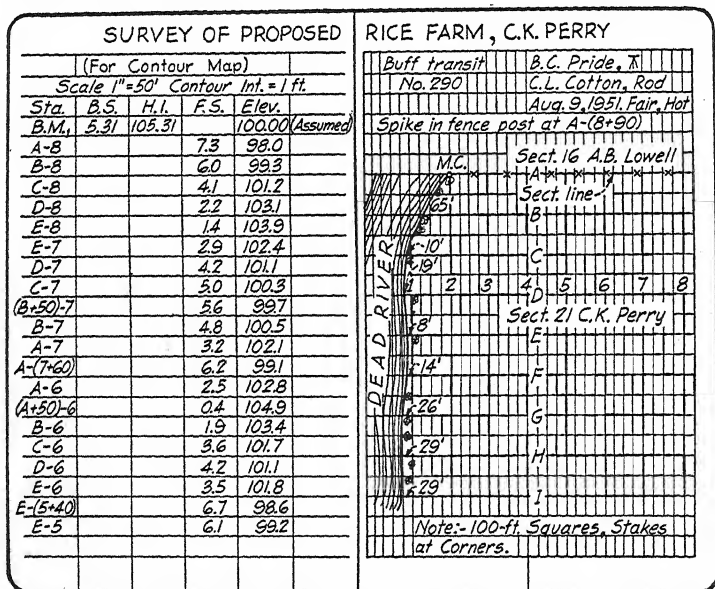 SURVEY OF PROPOSED RICE FARM, C.K. PERRY
(For Contour Map)
Scale 1"=50' Contour Int.=1 ft.
Sta. B.S. H.I. F.S. Elev.
B.M., 5.31 105.31 100.00 (Assumed)
A-8 7.3 98.0
B-8 6.0 99.3
C-8 4.1 101.2
D-8 2.2 103.1
E-8 1.4 103.9
E-7 2.9 102.4
D-7 4.2 101.1
C-7 5.0 100.3
(B+50)-7 5.6 99.7
B-7 4.8 100.5
A-7 3.2 102.1
A-(7+60) 6.2 99.1
A-6 2.5 102.8
(A+50)-6 0.4 104.9
B-6 1.9 103.4
C-6 3.6 101.7
D-6 4.2 101.1
E-6 3.5 101.8
E-(5+40) 6.7 98.6
E-5 6.1 99.2
Buff transit B.C. Pride,
No. 290 C.L. Cotton, Rod
Aug. 9, 1951. Fair, Hot
Spike in fence post at A-(8+90)
M.C. Sect. 16 A.B. Lowell
A
Sect. line
65' B
10' C
19'
1 2 3 4 5 6 7 8
D
Sect. 21 C.K. Perry
8' E
14' F
DEAD RIVER
26' G
29' H
29' I
Note:- 100-ft. Squares, Stakes
at Corners.